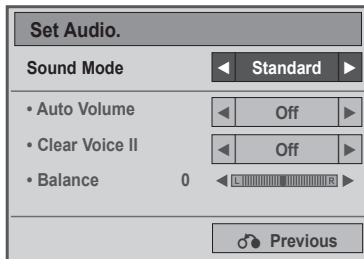 Set Audio.
Sound Mode ◀ Standard ▶
• Auto Volume ◀ Off ▶
• Clear Voice II ◀ Off ▶
• Balance 0 ◀ L R ▶
Previous